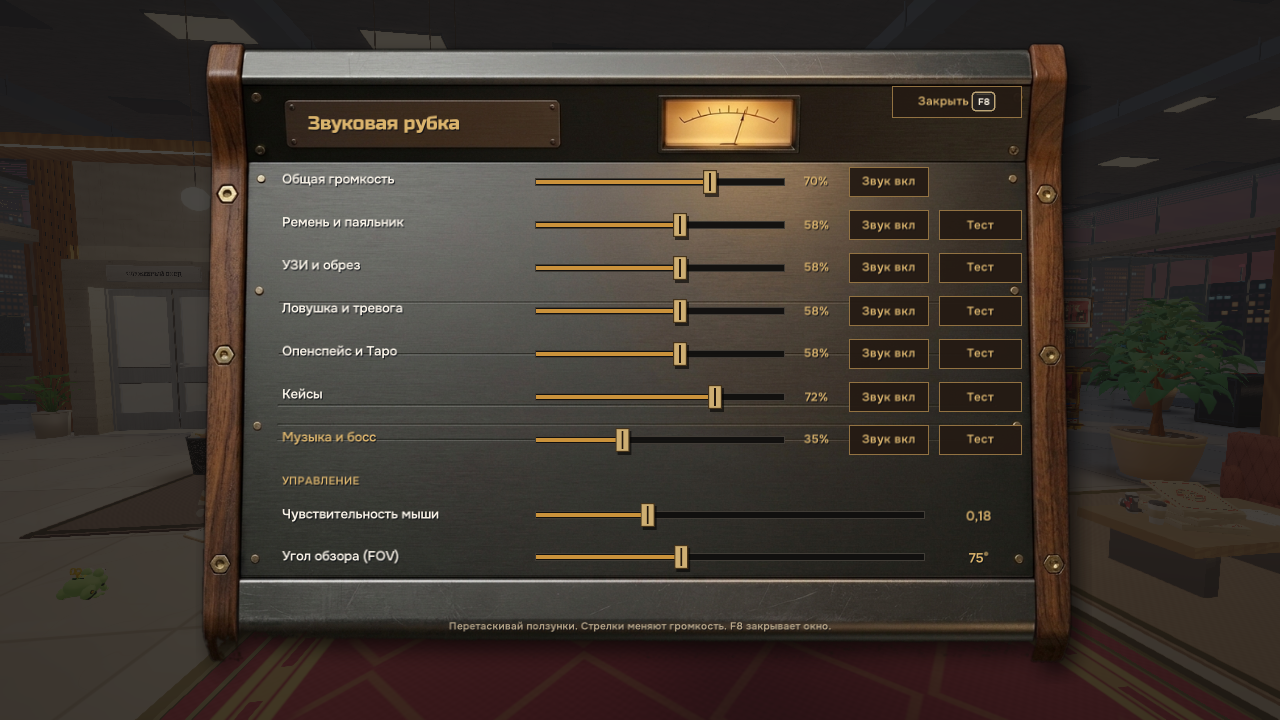 Звуковая рубка
Закрыть F8
Общая громкость 70% Звук вкл
Ремень и паяльник 58% Звук вкл Тест
УЗИ и обрез 58% Звук вкл Тест
Ловушка и тревога 58% Звук вкл Тест
Опенспейс и Таро 58% Звук вкл Тест
Кейсы 72% Звук вкл Тест
Музыка и босс 35% Звук вкл Тест
УПРАВЛЕНИЕ
Чувствительность мыши 0,18
Угол обзора (FOV) 75°
Перетаскивай ползунки. Стрелки меняют громкость. F8 закрывает окно.